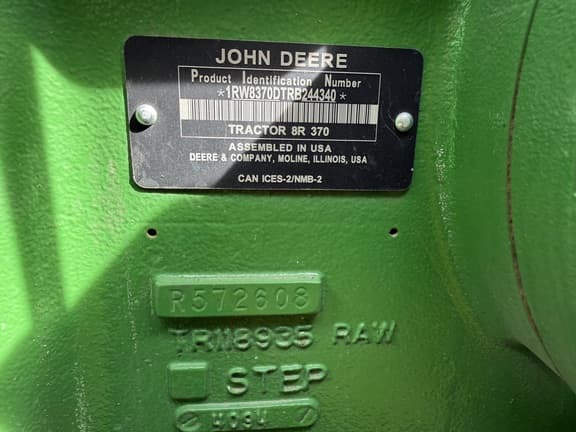 JOHN DEERE
Product Identification Number
*1RW8370DTRB244340*
TRACTOR 8R 370
ASSEMBLED IN USA
DEERE & COMPANY, MOLINE, ILLINOIS, USA
CAN ICES-2/NMB-2
R572608
TRM8935 RAW
STEP